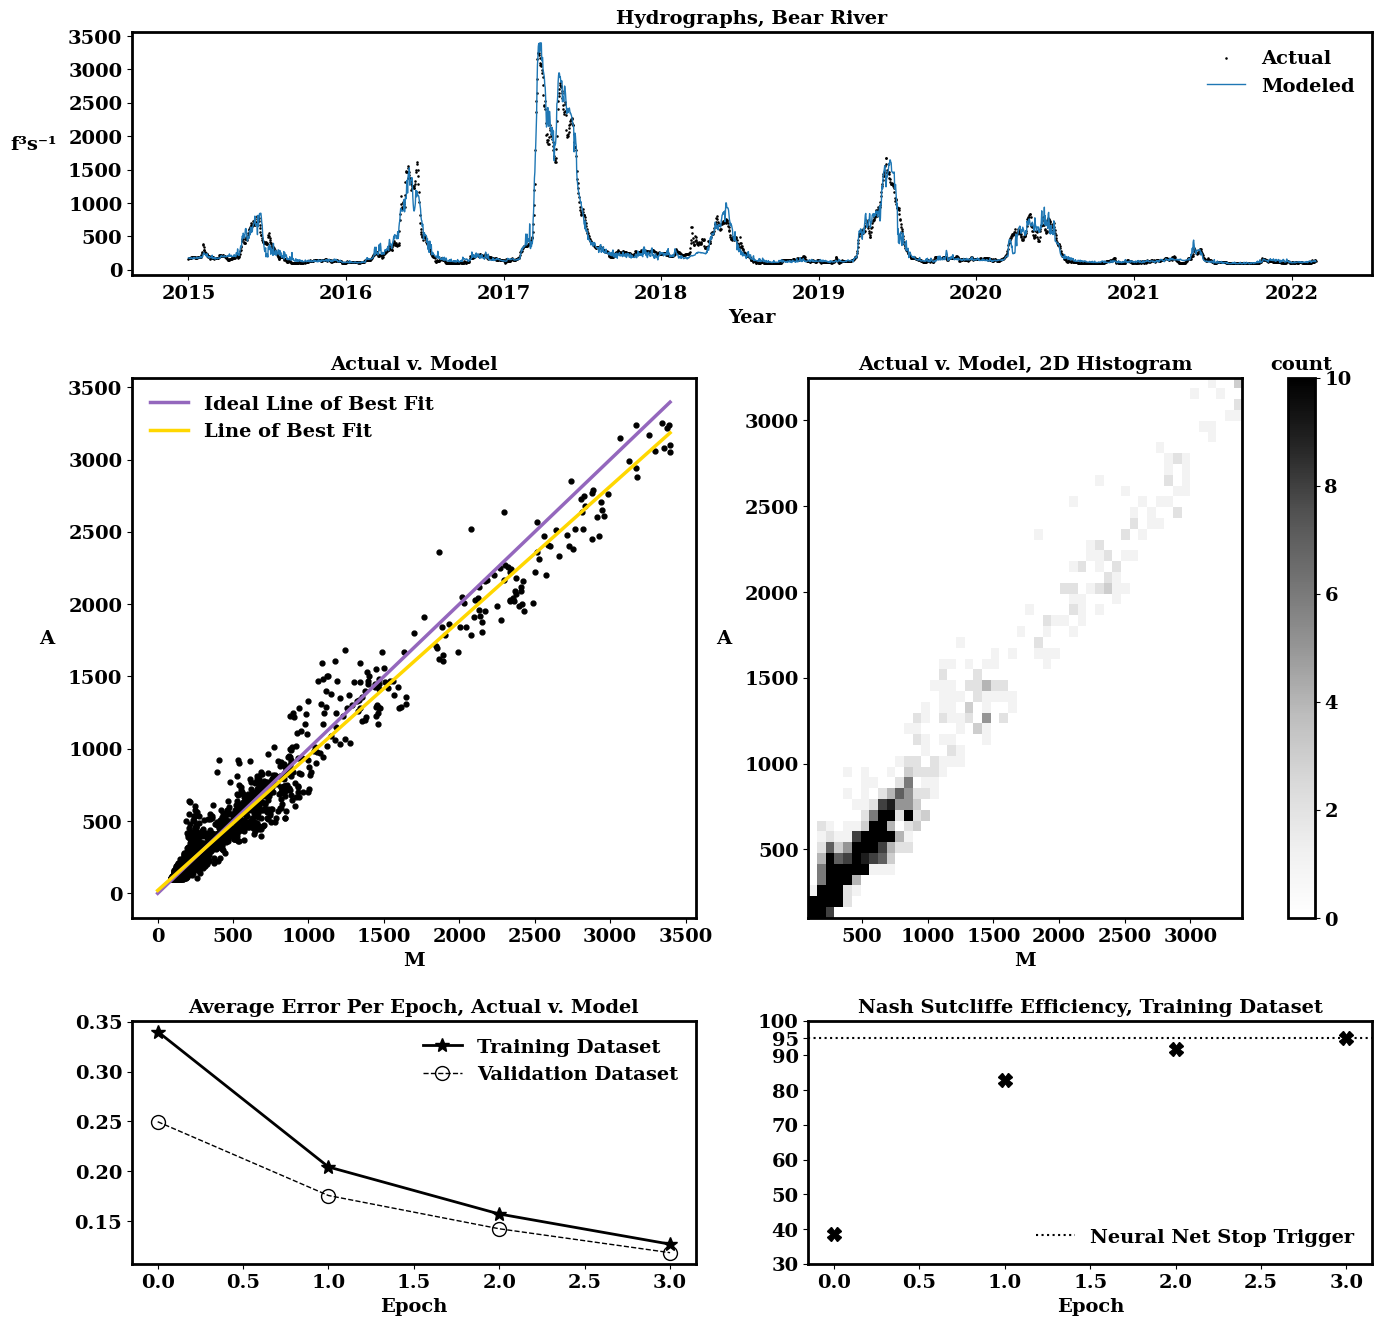 Hydrographs, Bear River
3500
3000
2500
2000
1500
1000
500
0
f³s⁻¹
Actual
Modeled
2015 2016 2017 2018 2019 2020 2021 2022
Year
Actual v. Model
3500
3000
2500
2000
1500
1000
500
0
A
Ideal Line of Best Fit
Line of Best Fit
0 500 1000 1500 2000 2500 3000 3500
M
Actual v. Model, 2D Histogram
3000
2500
2000
1500
1000
500
A
500 1000 1500 2000 2500 3000
M
count
10
8
6
4
2
0
Average Error Per Epoch, Actual v. Model
0.35
0.30
0.25
0.20
0.15
Training Dataset
Validation Dataset
0.0 0.5 1.0 1.5 2.0 2.5 3.0
Epoch
Nash Sutcliffe Efficiency, Training Dataset
100
95
90
80
70
60
50
40
30
Neural Net Stop Trigger
0.0 0.5 1.0 1.5 2.0 2.5 3.0
Epoch